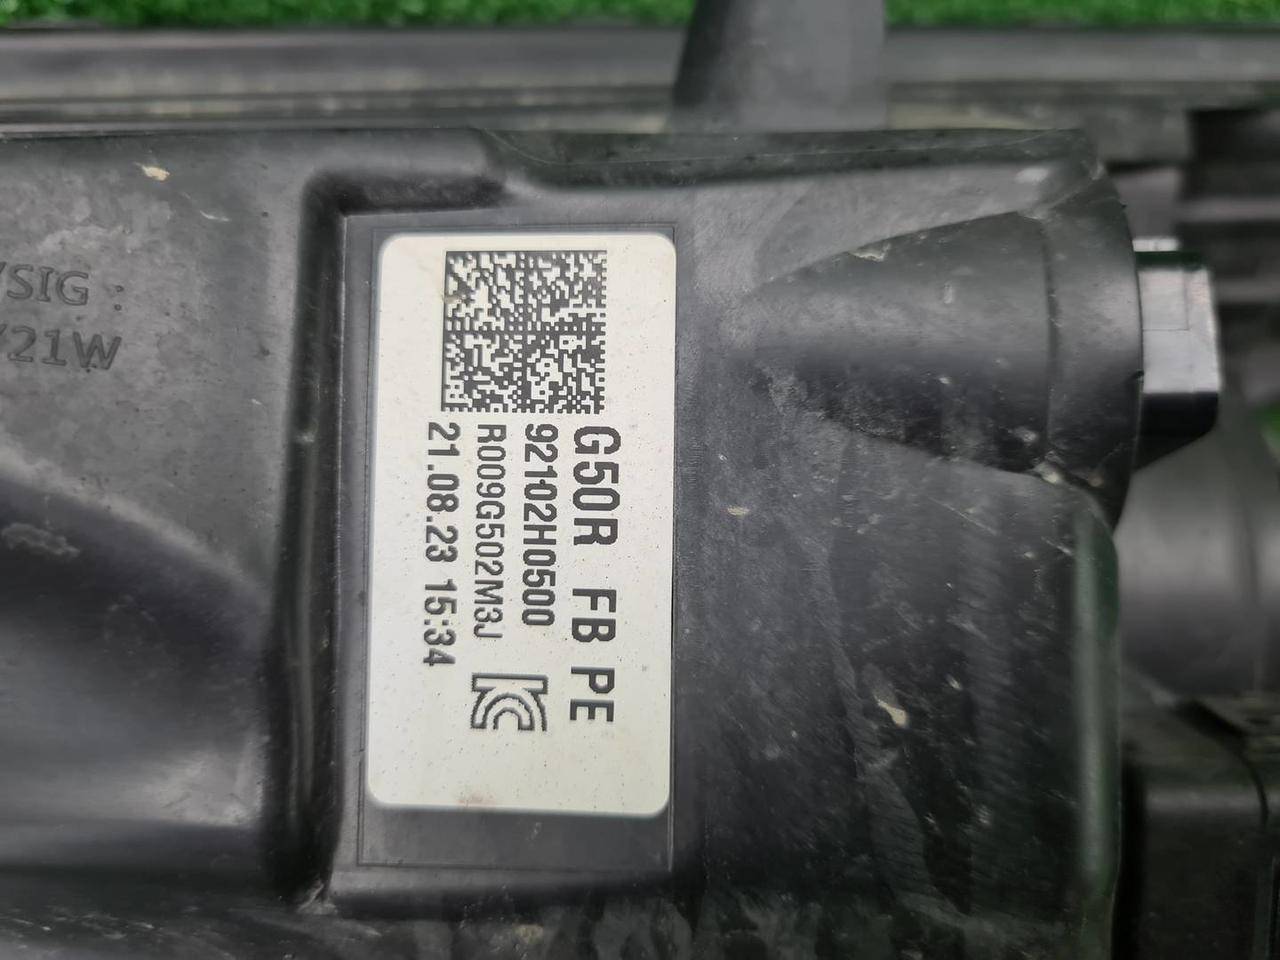 /SIG :
/21W
G50R FB PE
92102H0500
R009G502M3J
21.08.23 15:34